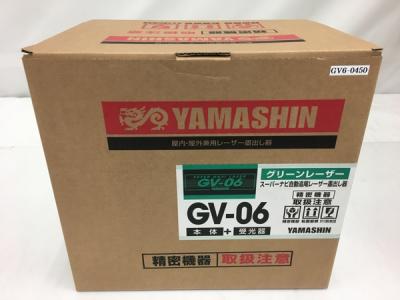 GV6-0450
YAMASHIN
屋内・屋外兼用レーザー墨出し器
グリーンレーザー
スーパーナビ自動追尾レーザー墨出し器
GV-06
GV-06
本体+受光器
精密機器
取扱注意
YAMASHIN
精密機器 取扱注意